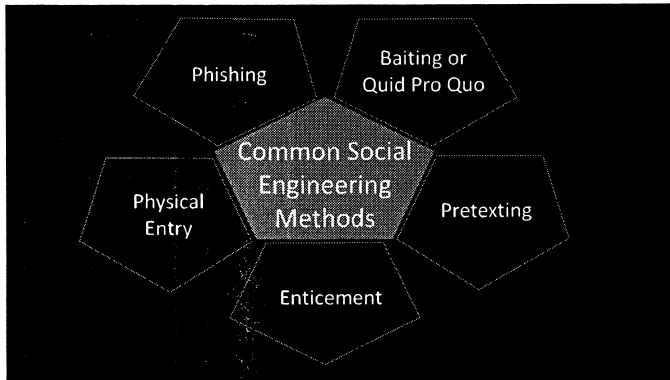 Phishing
Baiting or
Quid Pro Quo
Common Social
Engineering
Methods
Physical
Entry
Pretexting
Enticement